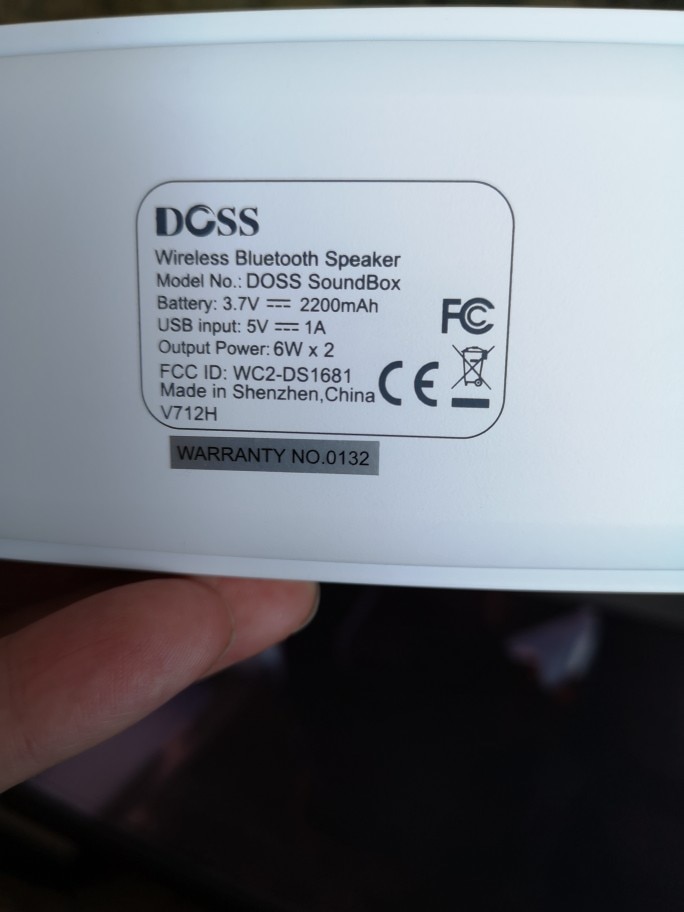 DOSS
Wireless Bluetooth Speaker
Model No.: DOSS SoundBox
Battery: 3.7V ⎓ 2200mAh
USB input: 5V ⎓ 1A
Output Power: 6W x 2
FCC ID: WC2-DS1681
Made in Shenzhen,China
V712H
FC
CE
WARRANTY NO.0132